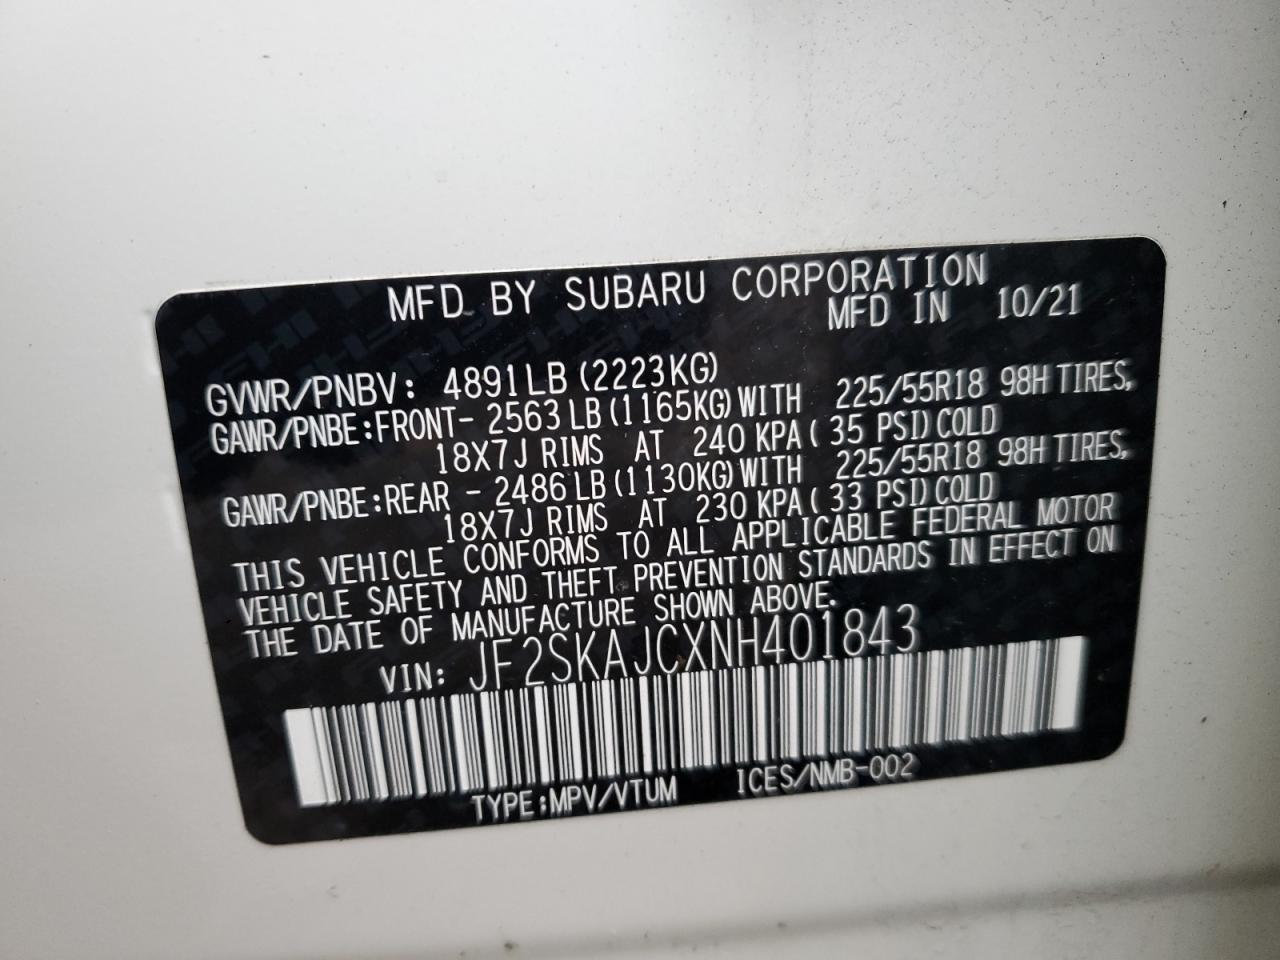 MFD. BY SUBARU CORPORATION
MFD IN 10/21
GVWR/PNBV: 4891LB (2223KG)
GAWR/PNBE:FRONT- 2563 LB (1165KG) WITH 225/55R18 98H TIRES,
18X7J RIMS AT 240 KPA ( 35 PSI) COLD
GAWR/PNBE:REAR - 2486 LB (1130KG) WITH 225/55R18 98H TIRES,
18X7J RIMS AT 230 KPA ( 33 PSI) COLD
THIS VEHICLE CONFORMS TO ALL APPLICABLE FEDERAL MOTOR
VEHICLE SAFETY AND THEFT PREVENTION STANDARDS IN EFFECT ON
THE DATE OF MANUFACTURE SHOWN ABOVE.
VIN: JF2SKAJCXNH401843
TYPE:MPV/VTUM ICES/NMB-002